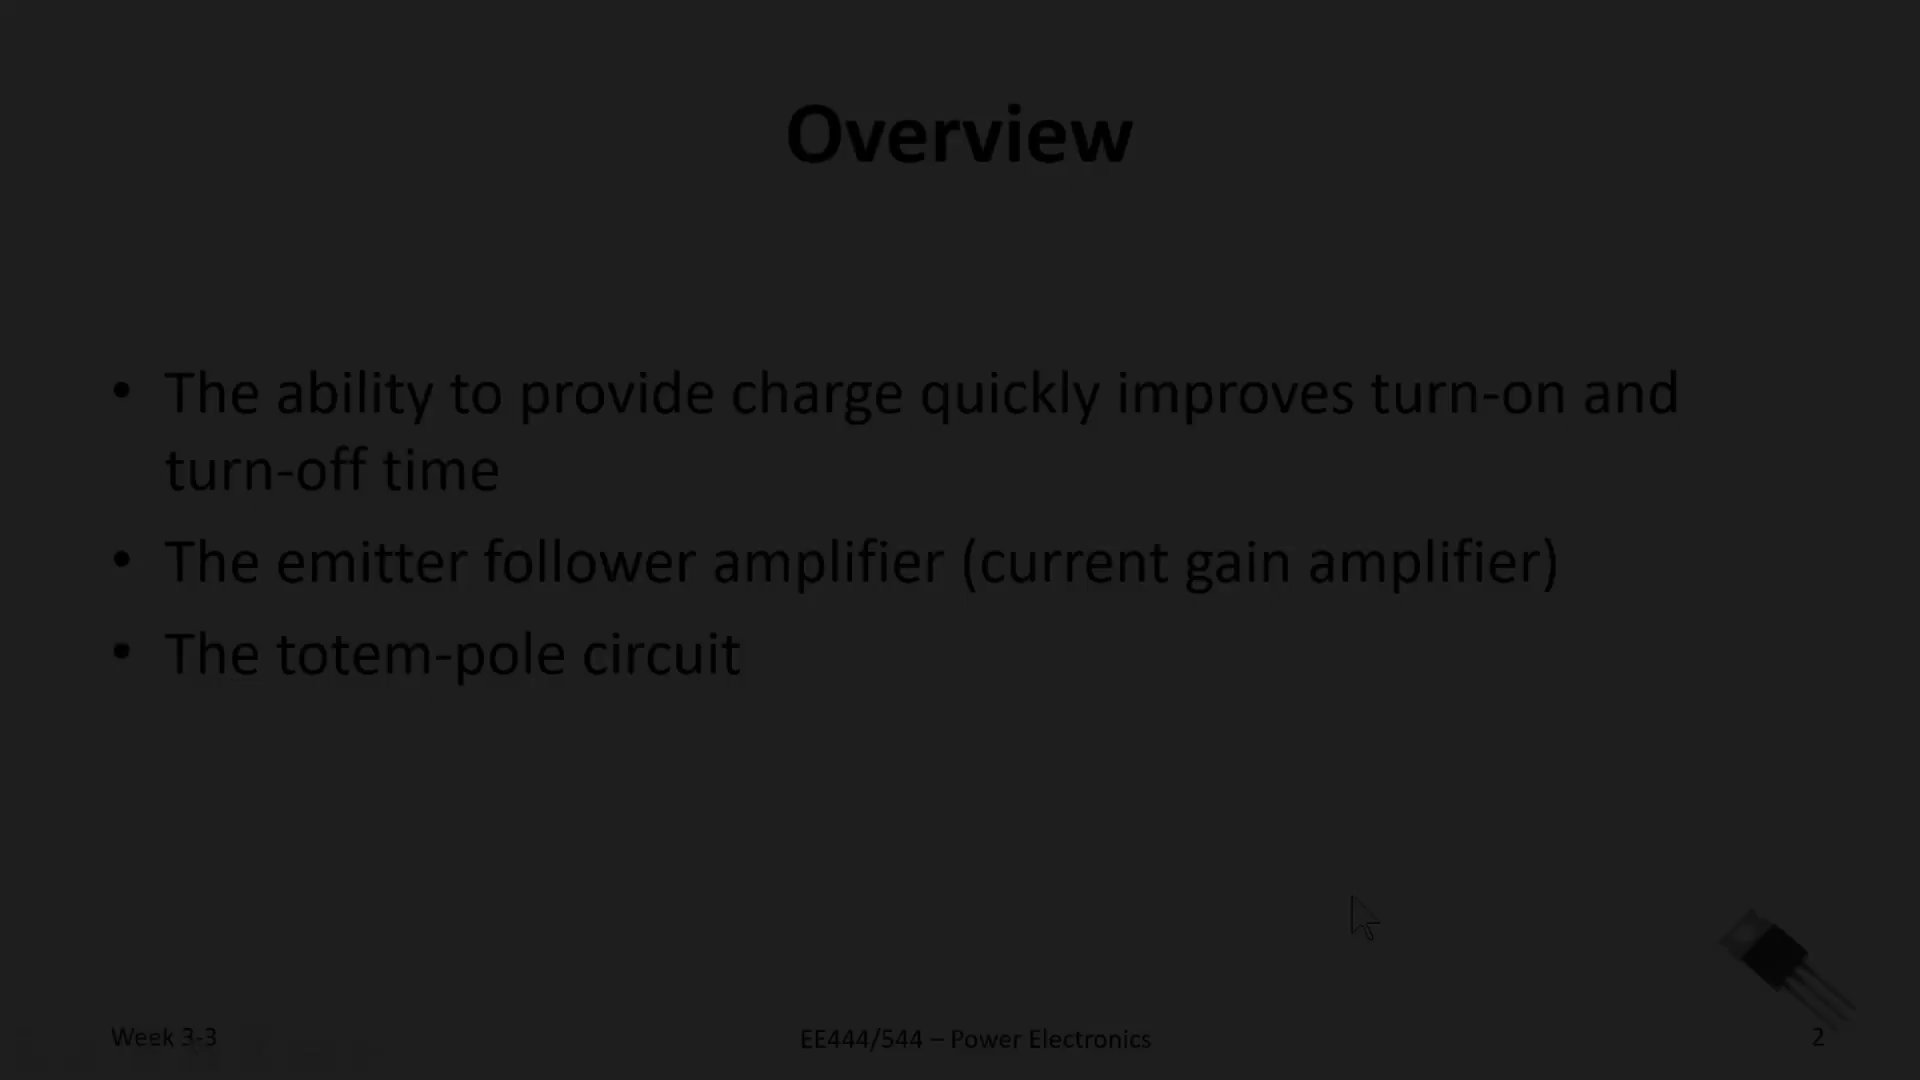 Overview
• The ability to provide charge quickly improves turn-on and
turn-off time
• The emitter follower amplifier (current gain amplifier)
• The totem-pole circuit
Week 3-3
EE444/544 – Power Electronics
2